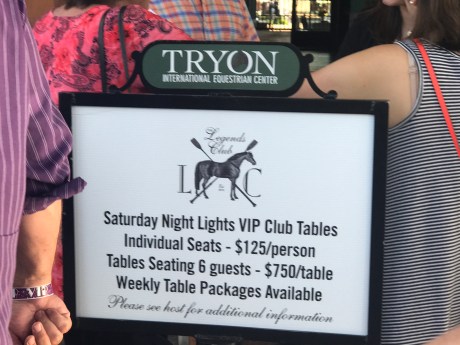 TRYON
INTERNATIONAL EQUESTRIAN CENTER
Legends
Club
L C
Saturday Night Lights VIP Club Tables
Individual Seats - $125/person
Tables Seating 6 guests - $750/table
Weekly Table Packages Available
Please see host for additional information